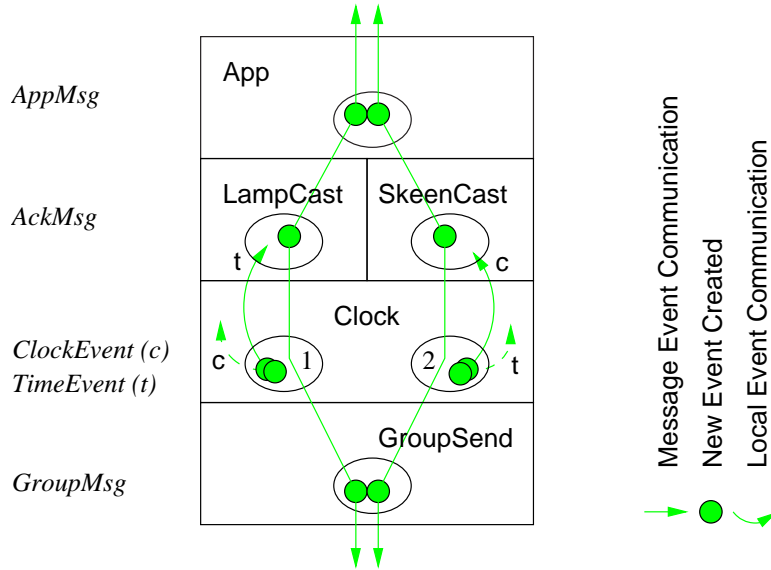 App
AppMsg
LampCast
SkeenCast
AckMsg
t
c
Clock
ClockEvent (c)
TimeEvent (t)
c
1
2
t
GroupSend
GroupMsg
Message Event Communication
New Event Created
Local Event Communication